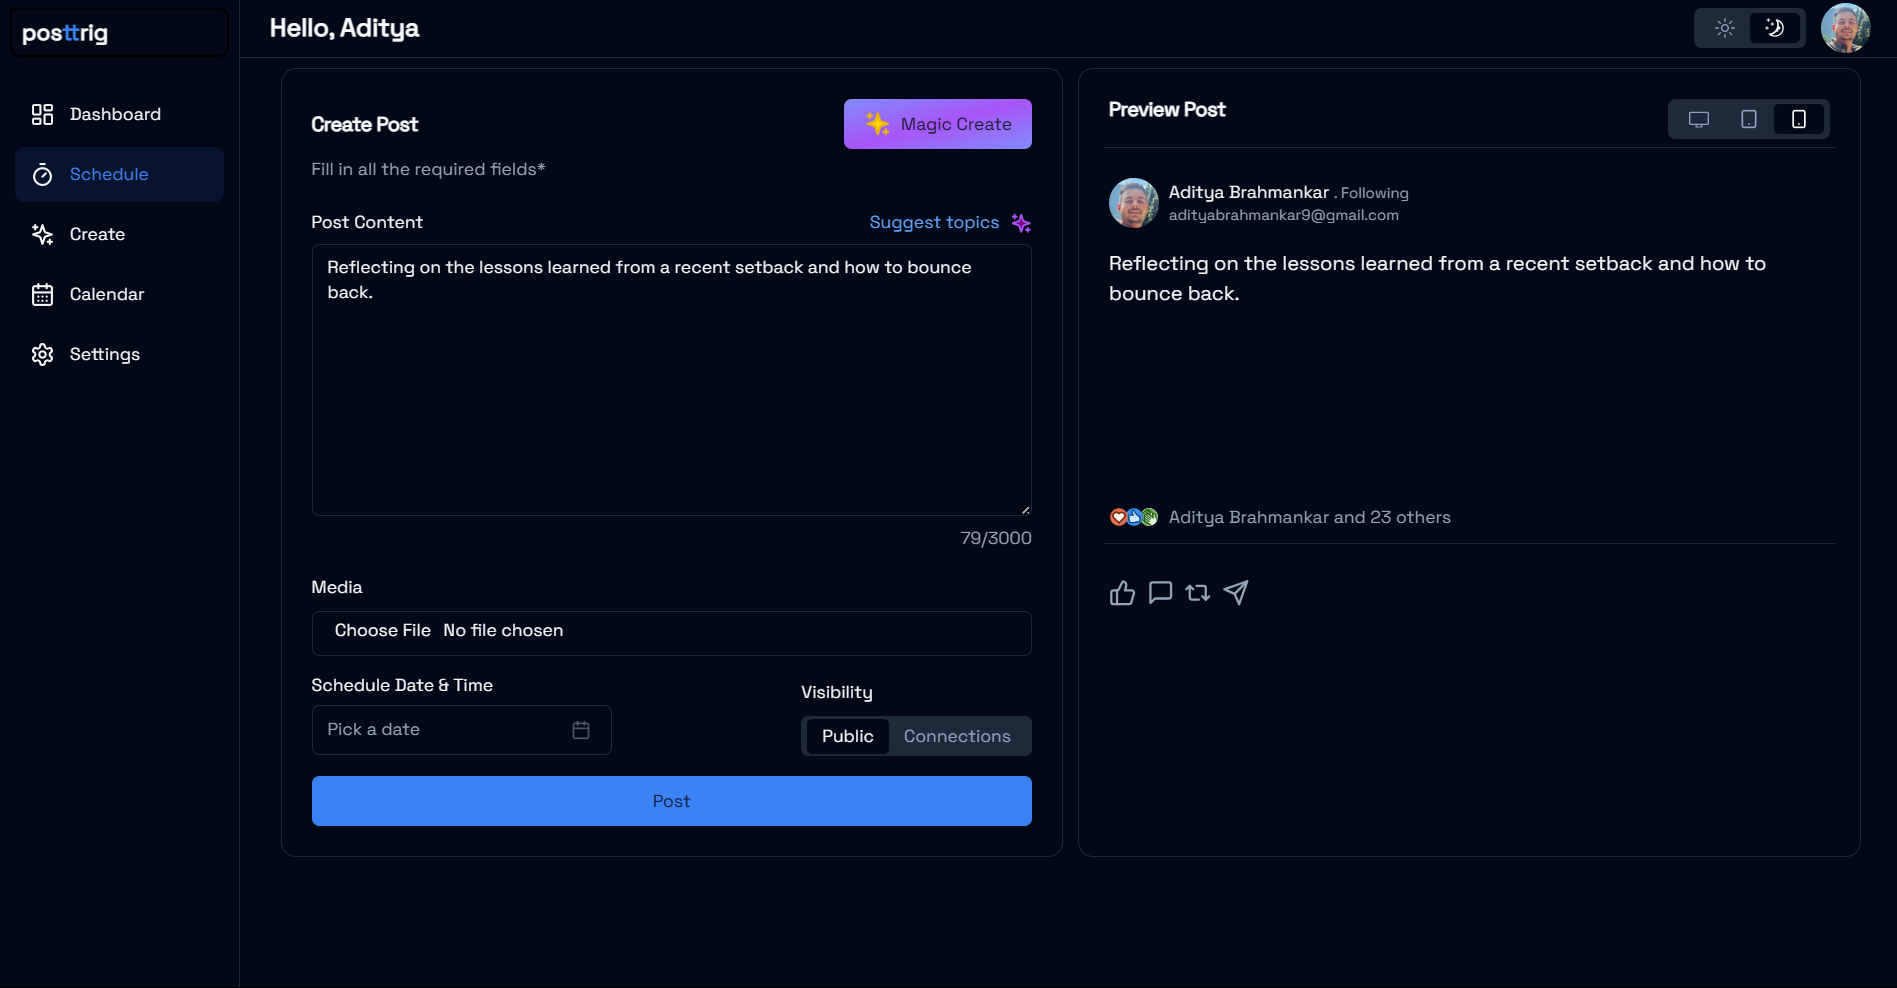 posttrig
Hello, Aditya
Dashboard
Schedule
Create
Calendar
Settings
Create Post
Magic Create
Fill in all the required fields*
Post Content
Suggest topics
Reflecting on the lessons learned from a recent setback and how to bounce
back.
79/3000
Media
Choose File No file chosen
Schedule Date & Time
Pick a date
Visibility
Public
Connections
Post
Preview Post
Aditya Brahmankar . Following
adityabrahmankar9@gmail.com
Reflecting on the lessons learned from a recent setback and how to
bounce back.
Aditya Brahmankar and 23 others